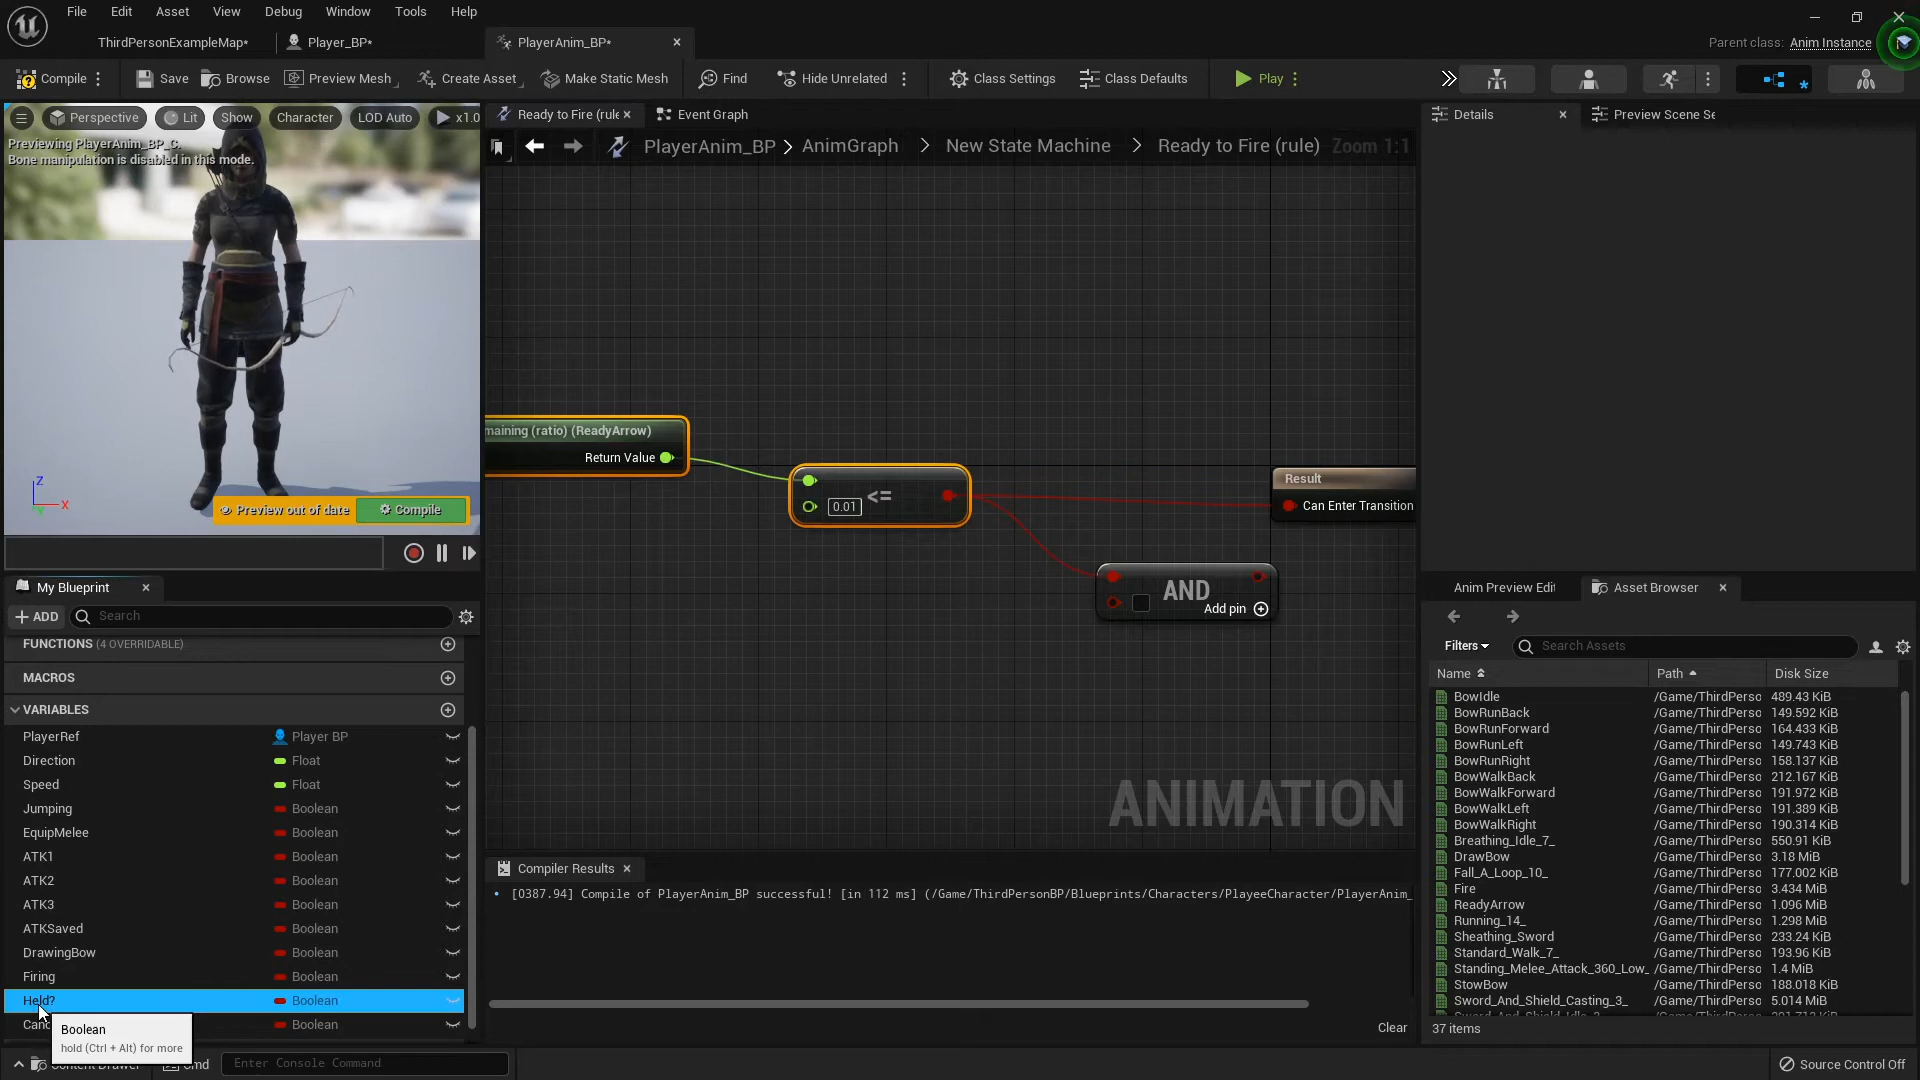 File Edit Asset View Debug Window Tools Help
ThirdPersonExampleMap* Player_BP* PlayerAnim_BP*
Parent class: Anim Instance
Compile Save Browse Preview Mesh Create Asset Make Static Mesh Find Hide Unrelated Class Settings Class Defaults Play
Perspective Lit Show Character LOD Auto x1.0
Previewing PlayerAnim_BP_C.
Bone manipulation is disabled in this mode.
Z
X
Y
Preview out of date Compile
Ready to Fire (rule Event Graph
PlayerAnim_BP > AnimGraph > New State Machine > Ready to Fire (rule) Zoom 1:1
maining (ratio) (ReadyArrow)
Return Value
0.01 <=
Result
Can Enter Transition
AND
Add pin
ANIMATION
Details Preview Scene Se
My Blueprint
ADD Search
FUNCTIONS (4 OVERRIDABLE)
MACROS
VARIABLES
PlayerRef Player BP
Direction Float
Speed Float
Jumping Boolean
EquipMelee Boolean
ATK1 Boolean
ATK2 Boolean
ATK3 Boolean
ATKSaved Boolean
DrawingBow Boolean
Firing Boolean
Held? Boolean
Canc Boolean
Boolean
hold (Ctrl + Alt) for more
Compiler Results
[0387.94] Compile of PlayerAnim_BP successful! [in 112 ms] (/Game/ThirdPersonBP/Blueprints/Characters/PlayeeCharacter/PlayerAnim_
Clear
Anim Preview Edit Asset Browser
Filters Search Assets
Name Path Disk Size
BowIdle /Game/ThirdPerso 489.43 KiB
BowRunBack /Game/ThirdPerso 149.592 KiB
BowRunForward /Game/ThirdPerso 164.433 KiB
BowRunLeft /Game/ThirdPerso 149.743 KiB
BowRunRight /Game/ThirdPerso 158.137 KiB
BowWalkBack /Game/ThirdPerso 212.167 KiB
BowWalkForward /Game/ThirdPerso 191.972 KiB
BowWalkLeft /Game/ThirdPerso 191.389 KiB
BowWalkRight /Game/ThirdPerso 190.314 KiB
Breathing_Idle_7_ /Game/ThirdPerso 550.91 KiB
DrawBow /Game/ThirdPerso 3.18 MiB
Fall_A_Loop_10_ /Game/ThirdPerso 177.002 KiB
Fire /Game/ThirdPerso 3.434 MiB
ReadyArrow /Game/ThirdPerso 1.096 MiB
Running_14_ /Game/ThirdPerso 1.298 MiB
Sheathing_Sword /Game/ThirdPerso 233.24 KiB
Standard_Walk_7_ /Game/ThirdPerso 193.96 KiB
Standing_Melee_Attack_360_Low_ /Game/ThirdPerso 1.4 MiB
StowBow /Game/ThirdPerso 188.018 KiB
Sword_And_Shield_Casting_3_ /Game/ThirdPerso 5.014 MiB
37 items
Content Drawer Cmd Enter Console Command Source Control Off